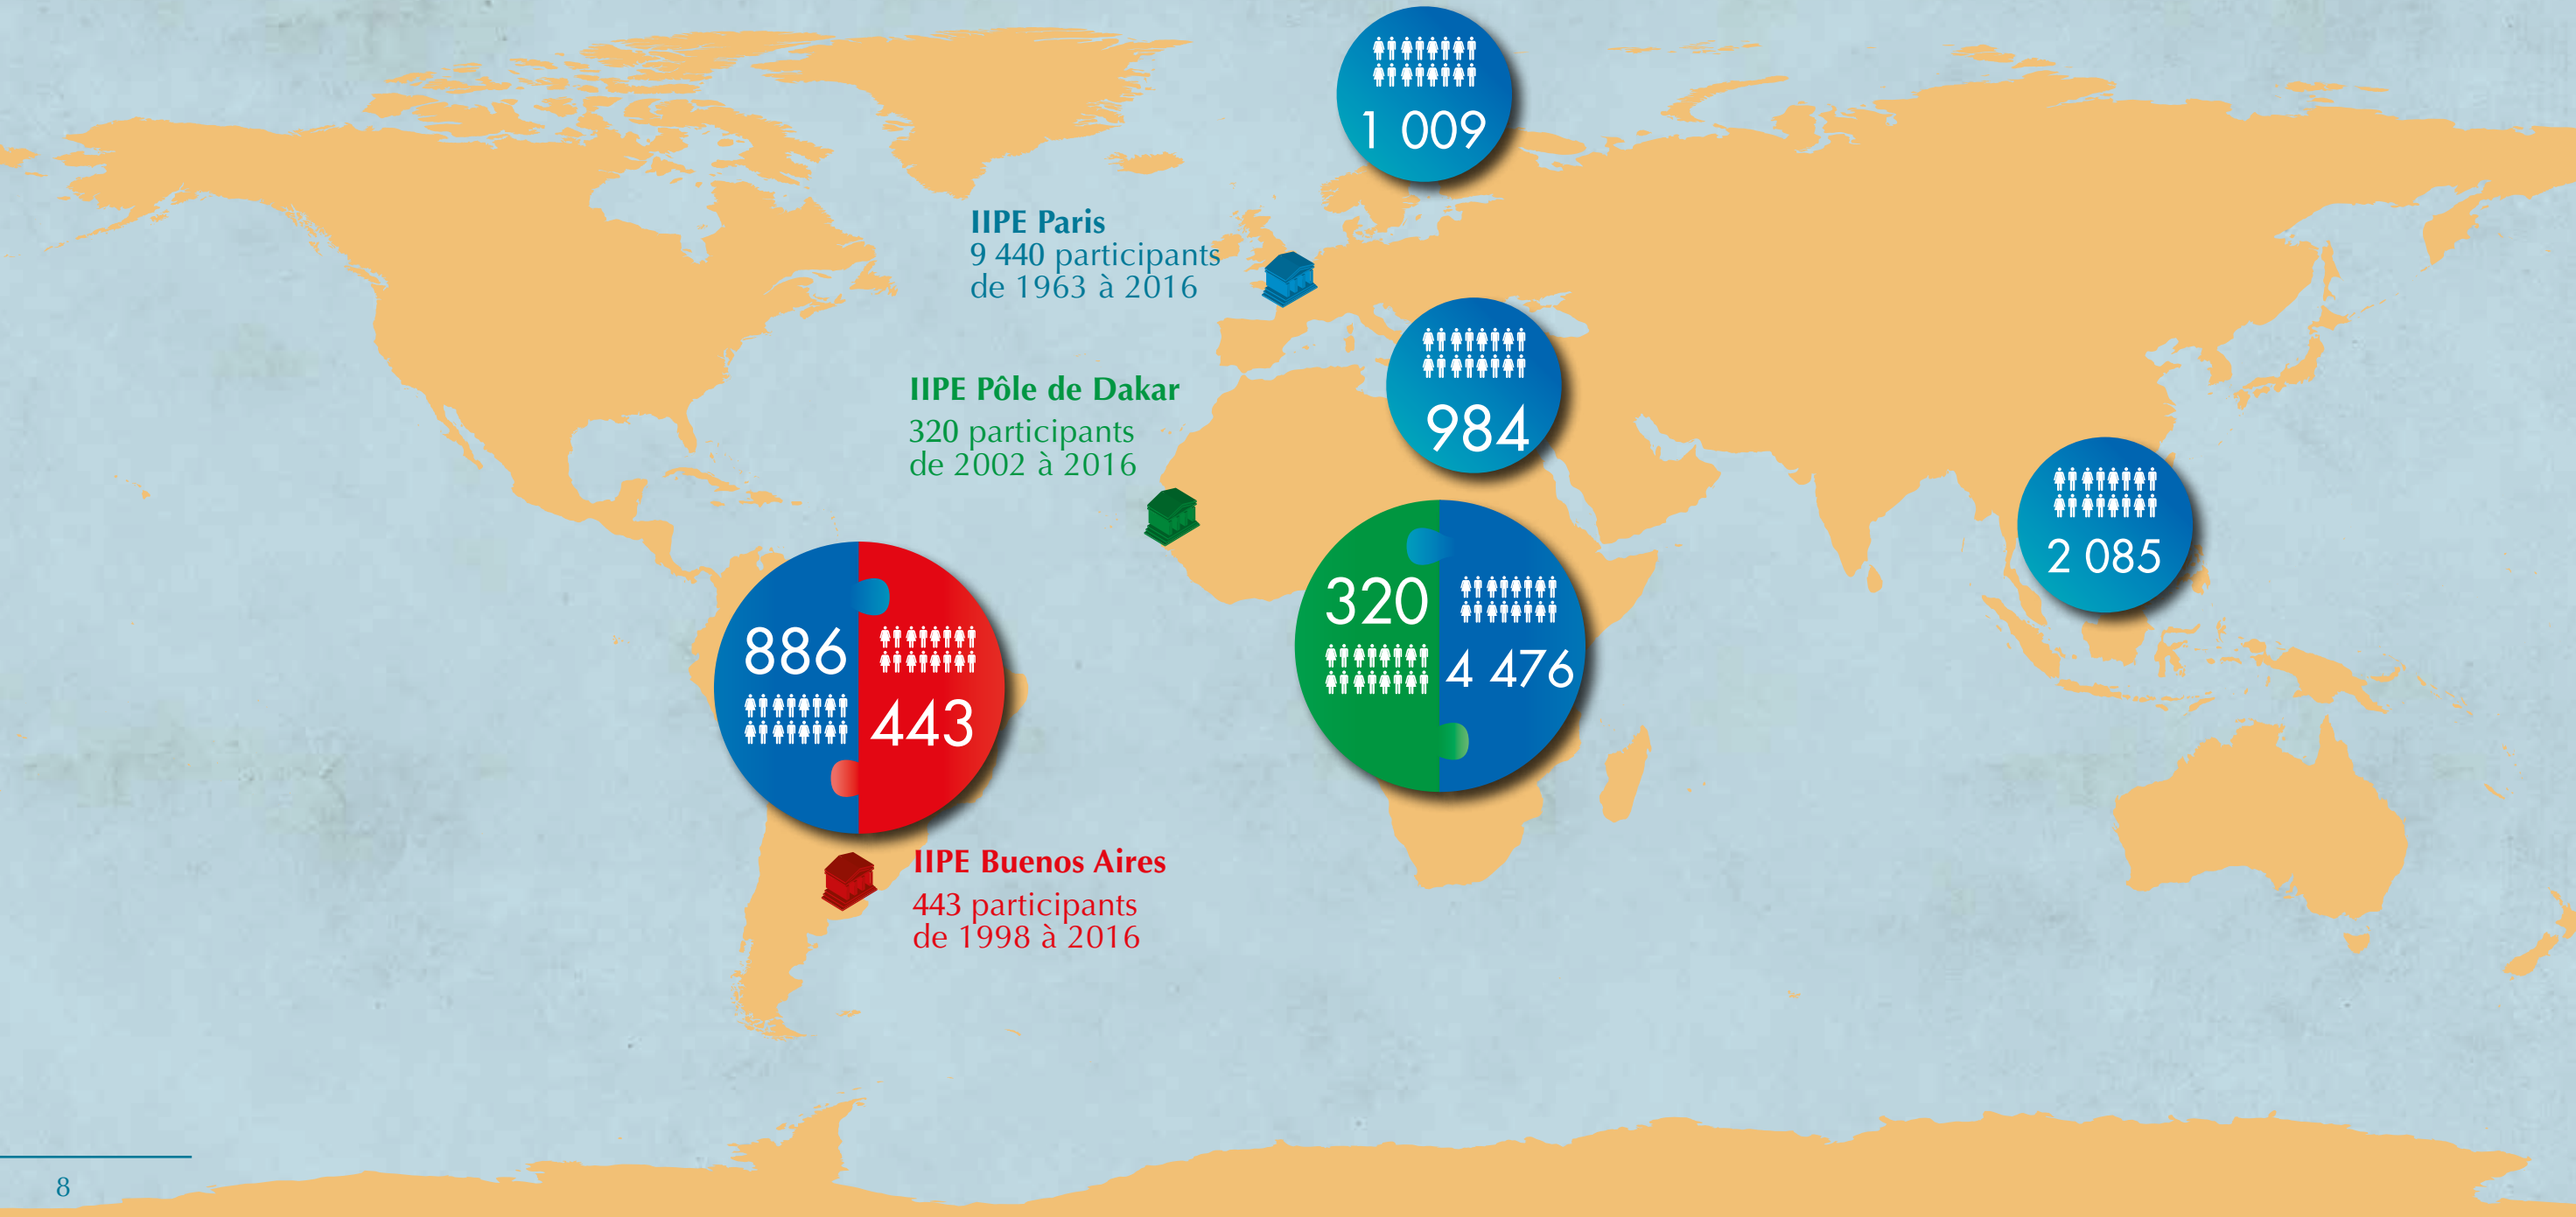 1 009
IIPE Paris
9 440 participants
de 1963 à 2016
984
IIPE Pôle de Dakar
320 participants
de 2002 à 2016
2 085
320
4 476
886
443
IIPE Buenos Aires
443 participants
de 1998 à 2016
8